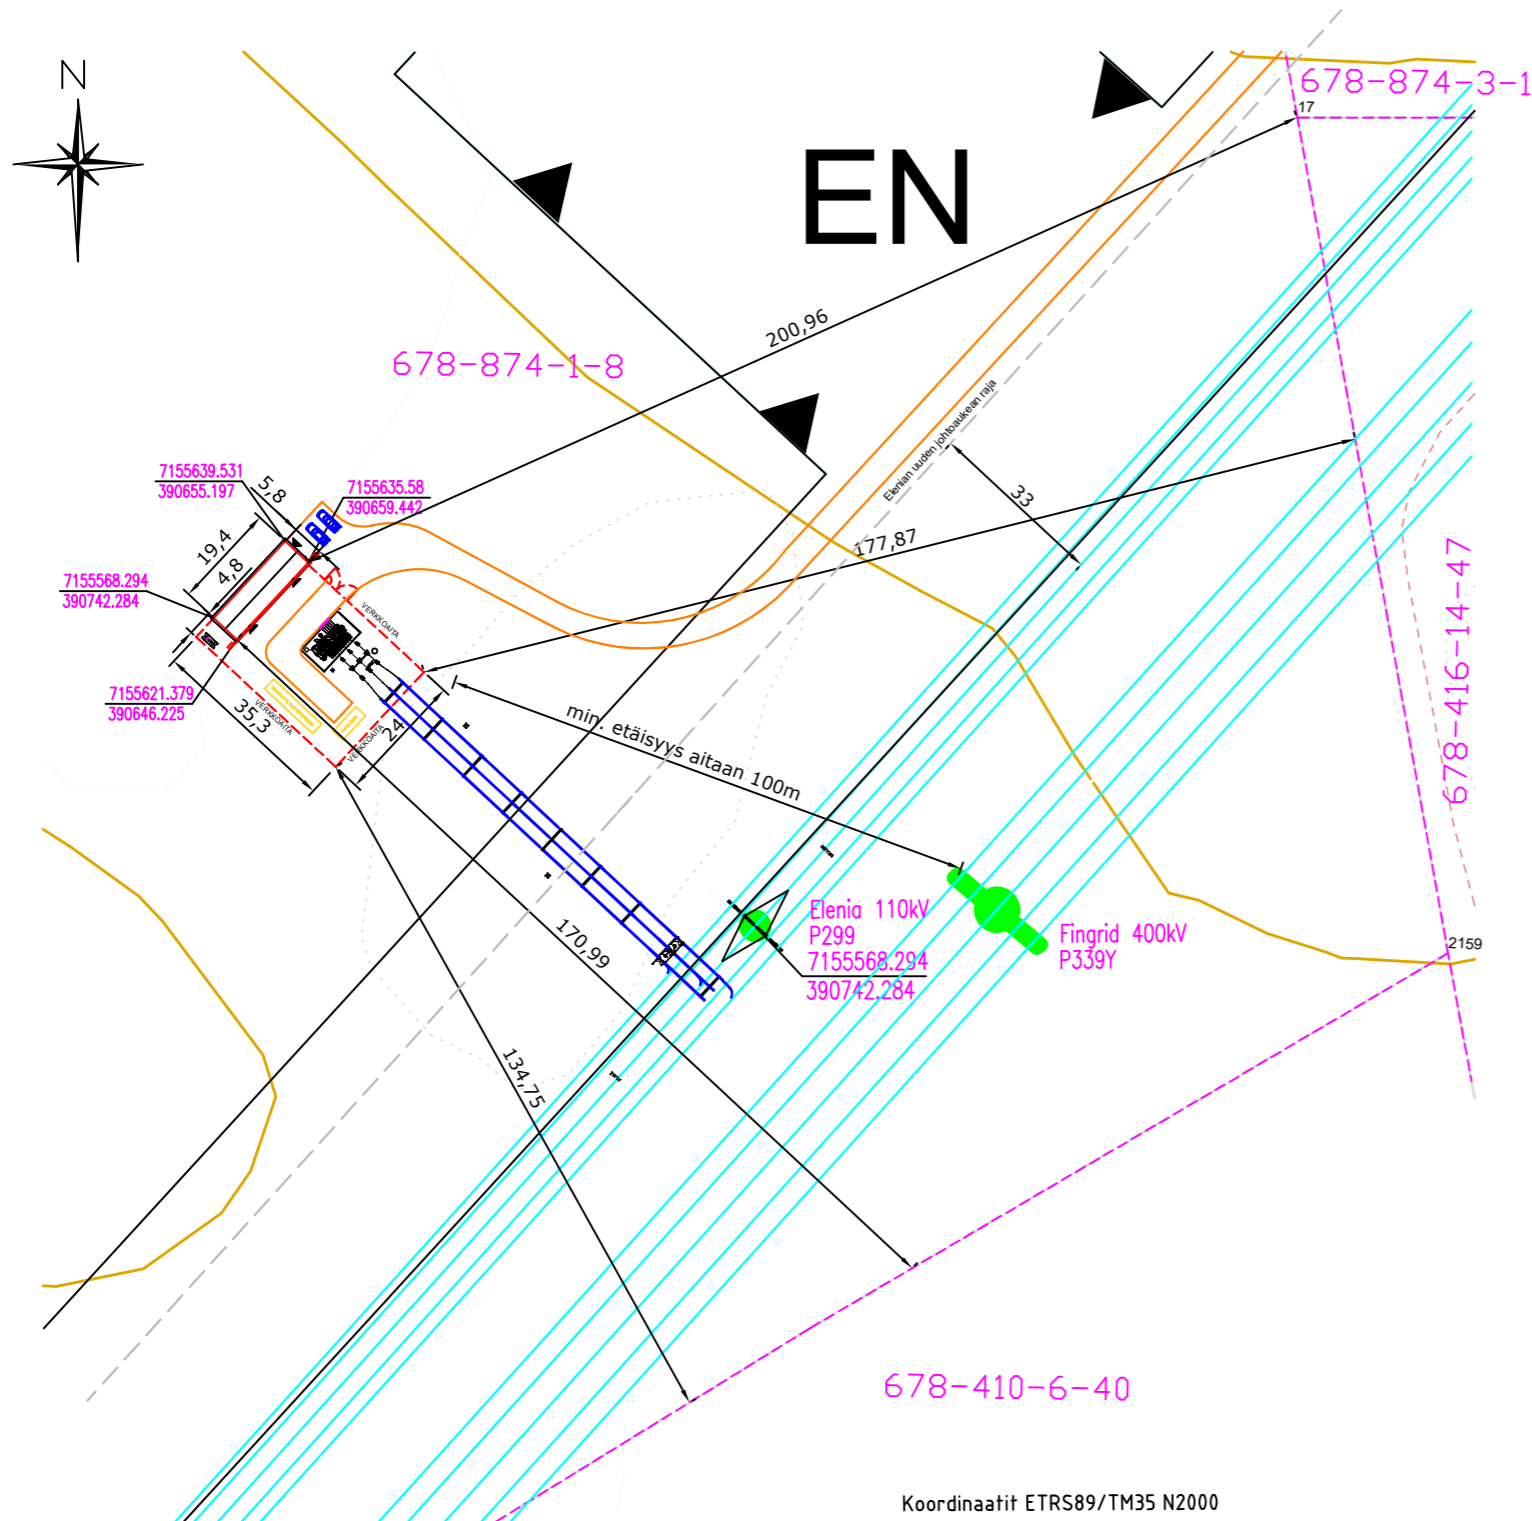 N
678-874-3-1
17
EN
200,96
678-874-1-8
Elenian uuden johtoaukean raja
33
177,87
7155639.531
390655.197
5,8
7155635.58
390659.442
19,4
4,8
7155568.294
390742.284
VERKKOAITA
678-416-14-47
7155621.379
390646.225
VERKKOAITA
35,3
VERKKOAITA
24
min. etäisyys aitaan 100m
Elenia 110kV
P299
7155568.294
390742.284
Fingrid 400kV
P339Y
2159
170,99
134,75
678-410-6-40
Koordinaatit ETRS89/TM35 N2000